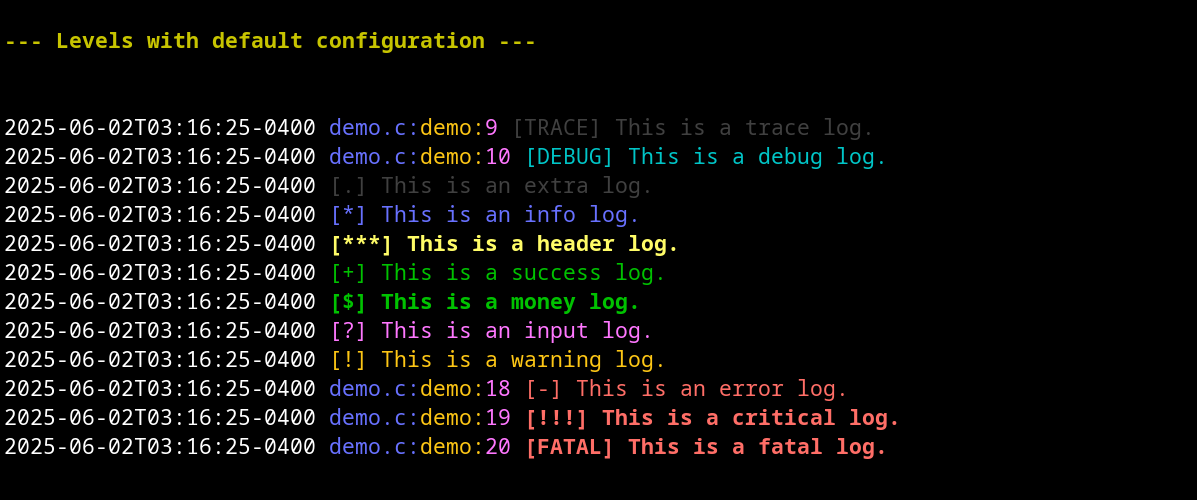 --- Levels with default configuration ---
2025-06-02T03:16:25-0400 demo.c:demo:9 [TRACE] This is a trace log.
2025-06-02T03:16:25-0400 demo.c:demo:10 [DEBUG] This is a debug log.
2025-06-02T03:16:25-0400 [.] This is an extra log.
2025-06-02T03:16:25-0400 [*] This is an info log.
2025-06-02T03:16:25-0400 [***] This is a header log.
2025-06-02T03:16:25-0400 [+] This is a success log.
2025-06-02T03:16:25-0400 [$] This is a money log.
2025-06-02T03:16:25-0400 [?] This is an input log.
2025-06-02T03:16:25-0400 [!] This is a warning log.
2025-06-02T03:16:25-0400 demo.c:demo:18 [-] This is an error log.
2025-06-02T03:16:25-0400 demo.c:demo:19 [!!!] This is a critical log.
2025-06-02T03:16:25-0400 demo.c:demo:20 [FATAL] This is a fatal log.